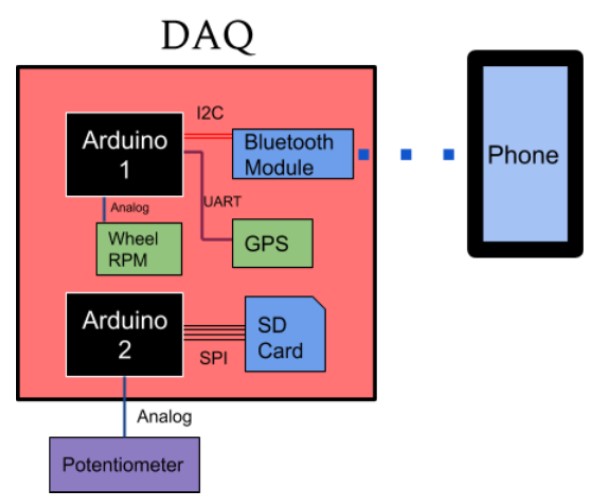 DAQ
I2C
Arduino
1
Bluetooth
Module
Phone
Analog
UART
Wheel
RPM
GPS
Arduino
2
SD
Card
SPI
Analog
Potentiometer